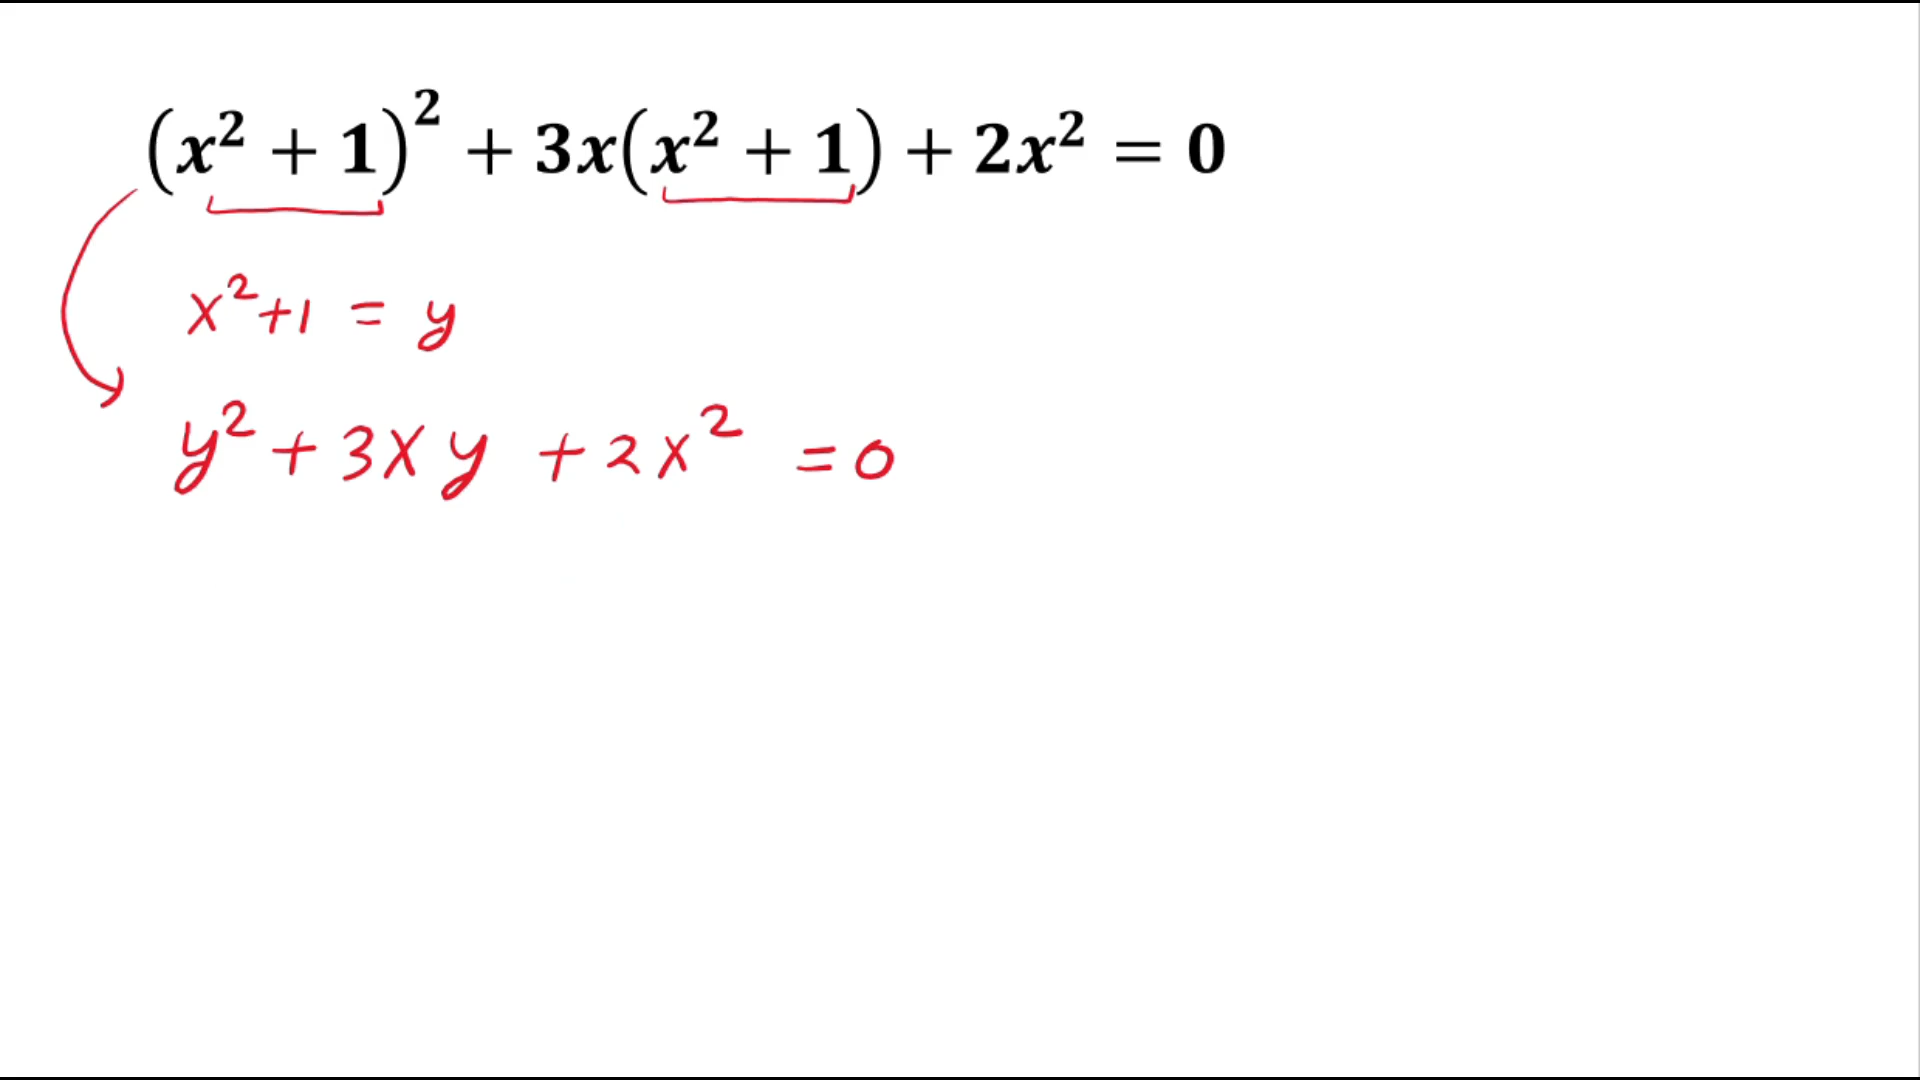 (x² + 1)² + 3x(x² + 1) + 2x² = 0
x²+1 = y
y² + 3xy + 2x² = 0